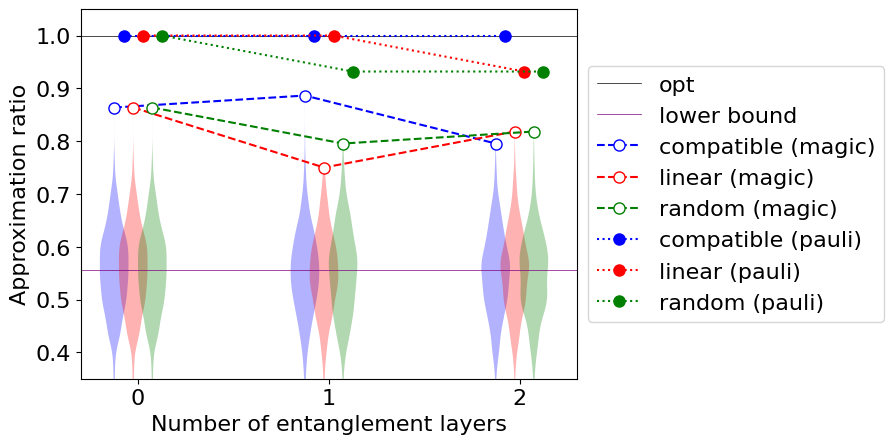 1.0
0.9
0.8
0.7
0.6
0.5
0.4
Approximation ratio
0 1 2
Number of entanglement layers
opt
lower bound
compatible (magic)
linear (magic)
random (magic)
compatible (pauli)
linear (pauli)
random (pauli)